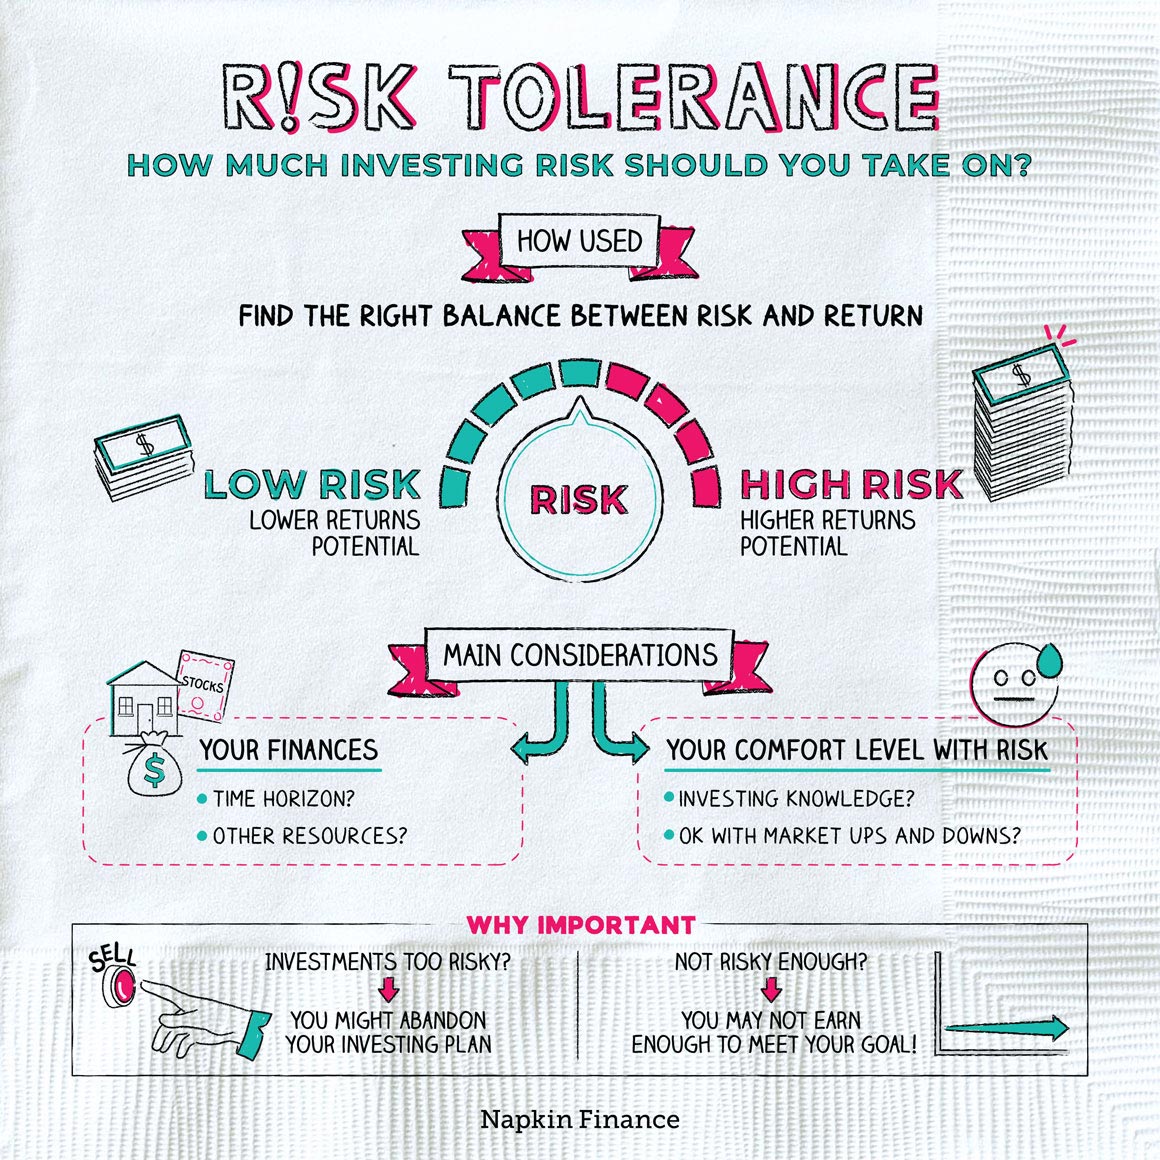 R!SK TOLERANCE
HOW MUCH INVESTING RISK SHOULD YOU TAKE ON?
HOW USED
FIND THE RIGHT BALANCE BETWEEN RISK AND RETURN
$
$
LOW RISK
LOWER RETURNS
POTENTIAL
RISK
HIGH RISK
HIGHER RETURNS
POTENTIAL
MAIN CONSIDERATIONS
STOCKS
$
YOUR FINANCES
• TIME HORIZON?
• OTHER RESOURCES?
YOUR COMFORT LEVEL WITH RISK
• INVESTING KNOWLEDGE?
• OK WITH MARKET UPS AND DOWNS?
WHY IMPORTANT
SELL
INVESTMENTS TOO RISKY?
YOU MIGHT ABANDON
YOUR INVESTING PLAN
NOT RISKY ENOUGH?
YOU MAY NOT EARN
ENOUGH TO MEET YOUR GOAL!
Napkin Finance